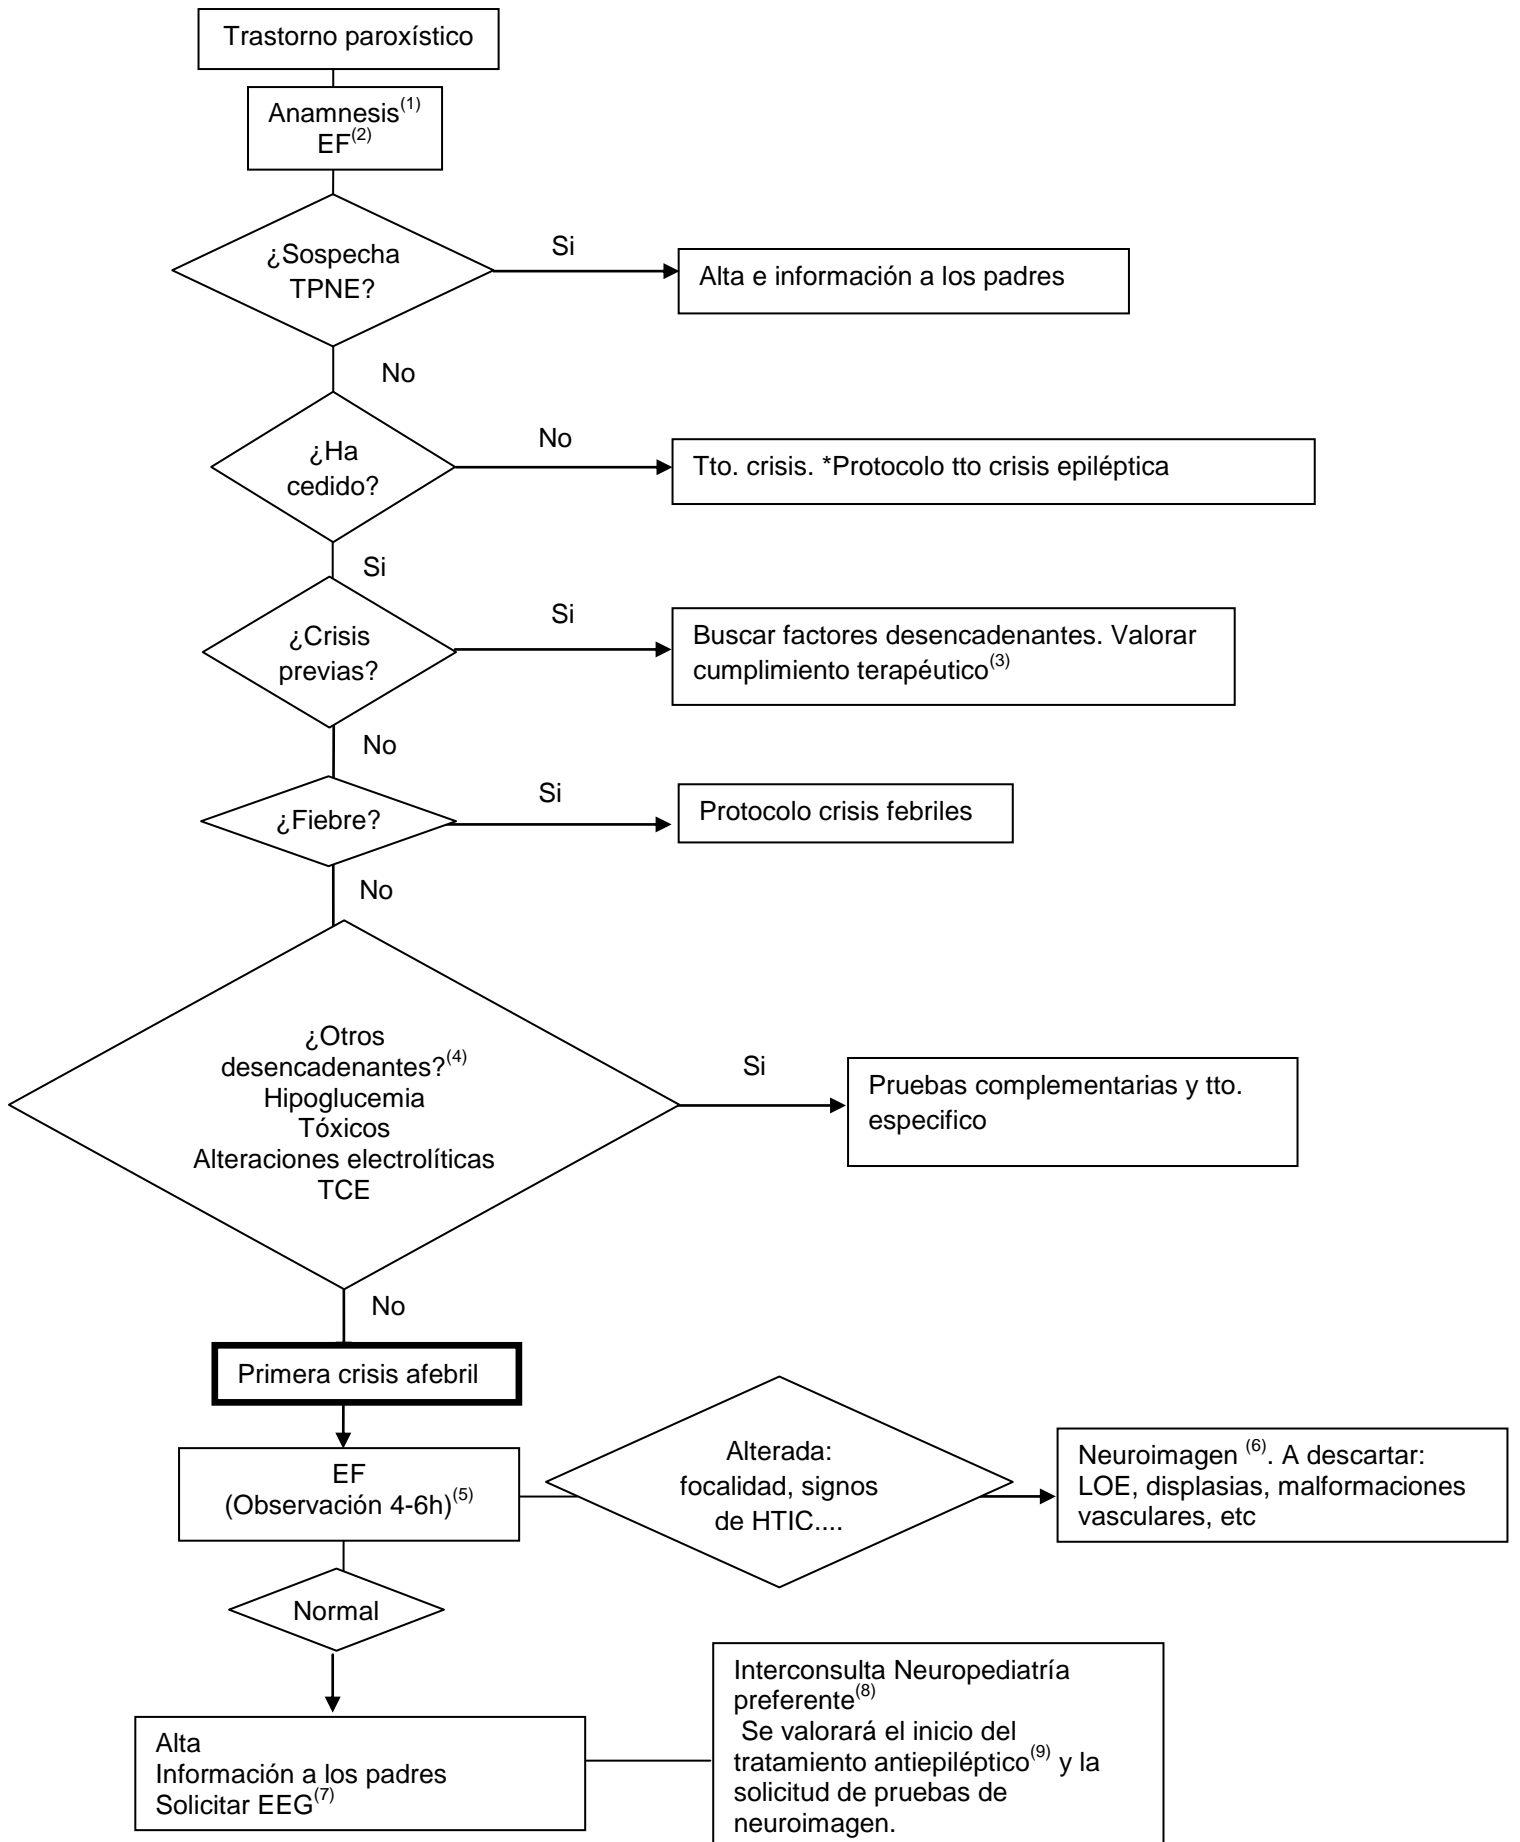 Trastorno paroxístico
Anamnesis(1)
EF(2)
¿Sospecha
TPNE?
Si
Alta e información a los padres
No
¿Ha
cedido?
No
Tto. crisis. *Protocolo tto crisis epiléptica
Si
¿Crisis
previas?
Si
Buscar factores desencadenantes. Valorar
cumplimiento terapéutico(3)
No
¿Fiebre?
Si
Protocolo crisis febriles
No
¿Otros
desencadenantes?(4)
Hipoglucemia
Tóxicos
Alteraciones electrolíticas
TCE
Si
Pruebas complementarias y tto.
especifico
No
Primera crisis afebril
EF
(Observación 4-6h)(5)
Alterada:
focalidad, signos
de HTIC....
Neuroimagen (6). A descartar:
LOE, displasias, malformaciones
vasculares, etc
Normal
Alta
Información a los padres
Solicitar EEG(7)
Interconsulta Neuropediatría
preferente(8)
Se valorará el inicio del
tratamiento antiepiléptico(9) y la
solicitud de pruebas de
neuroimagen.